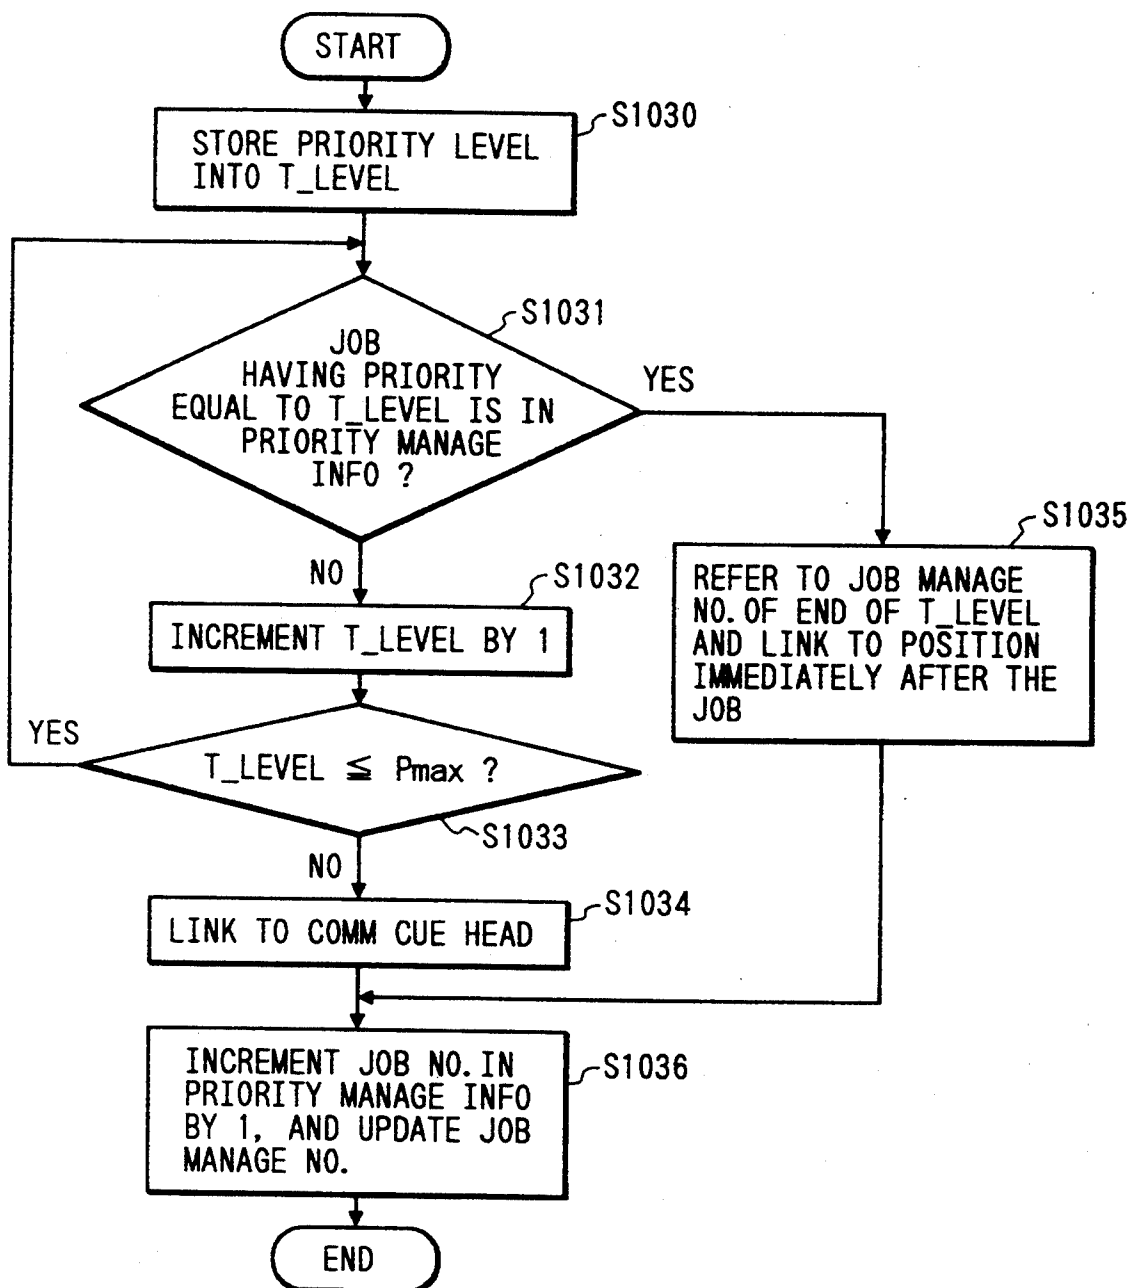 START
S1030
STORE PRIORITY LEVEL
INTO T_LEVEL
S1031
JOB
HAVING PRIORITY
EQUAL TO T_LEVEL IS IN
PRIORITY MANAGE
INFO ?
YES
NO
S1032
INCREMENT T_LEVEL BY 1
S1035
REFER TO JOB MANAGE
NO. OF END OF T_LEVEL
AND LINK TO POSITION
IMMEDIATELY AFTER THE
JOB
YES
T_LEVEL ≦ Pmax ?
S1033
NO
S1034
LINK TO COMM CUE HEAD
INCREMENT JOB NO. IN
PRIORITY MANAGE INFO
BY 1, AND UPDATE JOB
MANAGE NO.
S1036
END